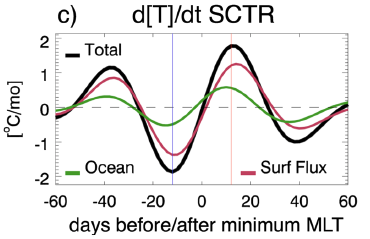 c) d[T]/dt SCTR
Total
2
1
0
-1
-2
[°C/mo]
Ocean
Surf Flux
-60 -40 -20 0 20 40 60
days before/after minimum MLT